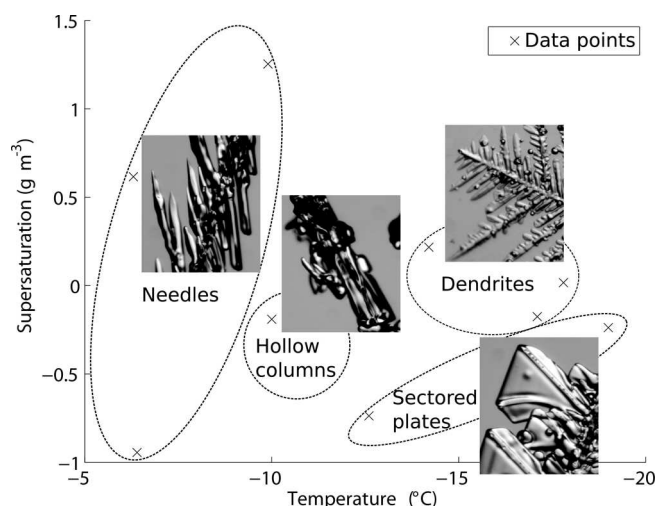 1.5
× Data points
1
0.5
0
−0.5
−1
Supersaturation (g m⁻³)
Needles
Hollow
columns
Dendrites
Sectored
plates
−5
−10
−15
−20
Temperature (°C)